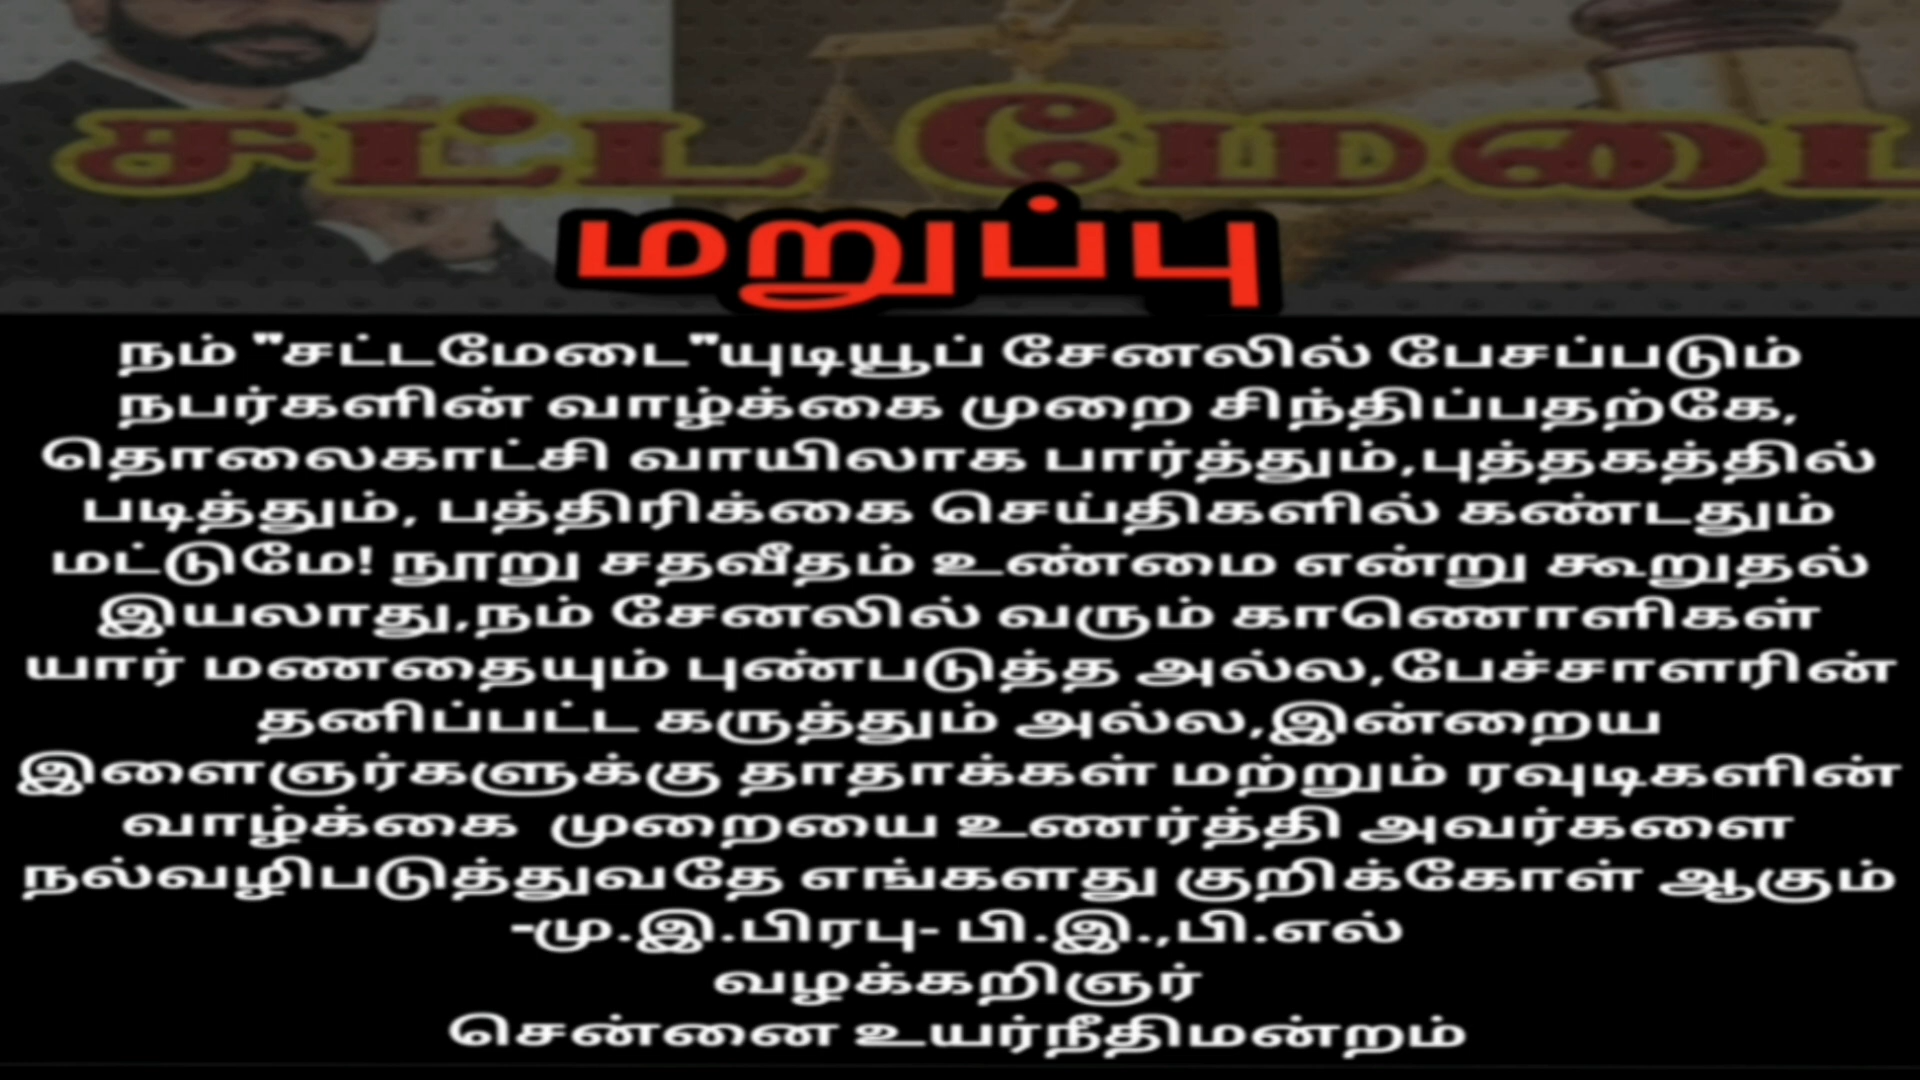 சட்ட மேடை
மறுப்பு
நம் "சட்டமேடை"யுடியூப் சேனலில் பேசப்படும்
நபர்களின் வாழ்க்கை முறை சிந்திப்பதற்கே,
தொலைகாட்சி வாயிலாக பார்த்தும்,புத்தகத்தில்
படித்தும், பத்திரிக்கை செய்திகளில் கண்டதும்
மட்டுமே! நூறு சதவீதம் உண்மை என்று கூறுதல்
இயலாது,நம் சேனலில் வரும் காணொளிகள்
யார் மணதையும் புண்படுத்த அல்ல,பேச்சாளரின்
தனிப்பட்ட கருத்தும் அல்ல,இன்றைய
இளைஞர்களுக்கு தாதாக்கள் மற்றும் ரவுடிகளின்
வாழ்க்கை முறையை உணர்த்தி அவர்களை
நல்வழிபடுத்துவதே எங்களது குறிக்கோள் ஆகும்
-மு.இ.பிரபு- பி.இ.,பி.எல்
வழக்கறிஞர்
சென்னை உயர்நீதிமன்றம்